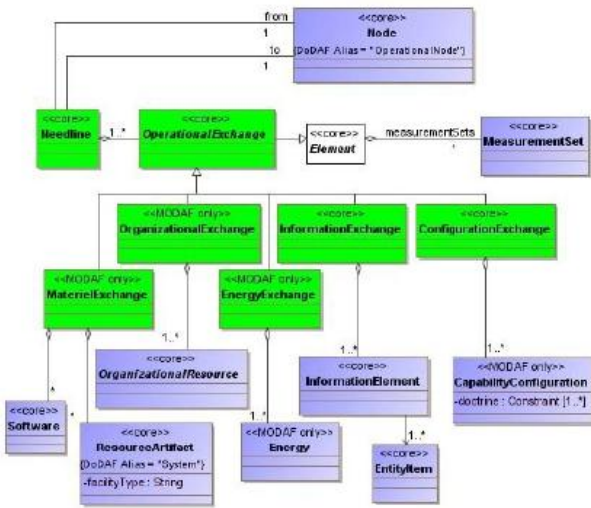 from
1
<<core>>
Node
{DoDAF Alias = "OperationalNode"}
to
1
<<core>>
Needline
1..*
<<core>>
OperationalExchange
<<core>>
Element
measurementSets
*
<<core>>
MeasurementSet
<<MODAF only>>
OrganizationalExchange
<<core>>
InformationExchange
<<core>>
ConfigurationExchange
<<MODAF only>>
MaterielExchange
<<MODAF only>>
EnergyExchange
1..*
<<core>>
OrganizationalResource
1..*
<<core>>
InformationElement
1..*
<<MODAF only>>
CapabilityConfiguration
-doctrine : Constraint [1..*]
*
<<core>>
Software
*
<<core>>
ResourceArtifact
{DoDAF Alias = "System"}
-facilityType : String
1..*
<<MODAF only>>
Energy
1..*
<<core>>
EntityItem